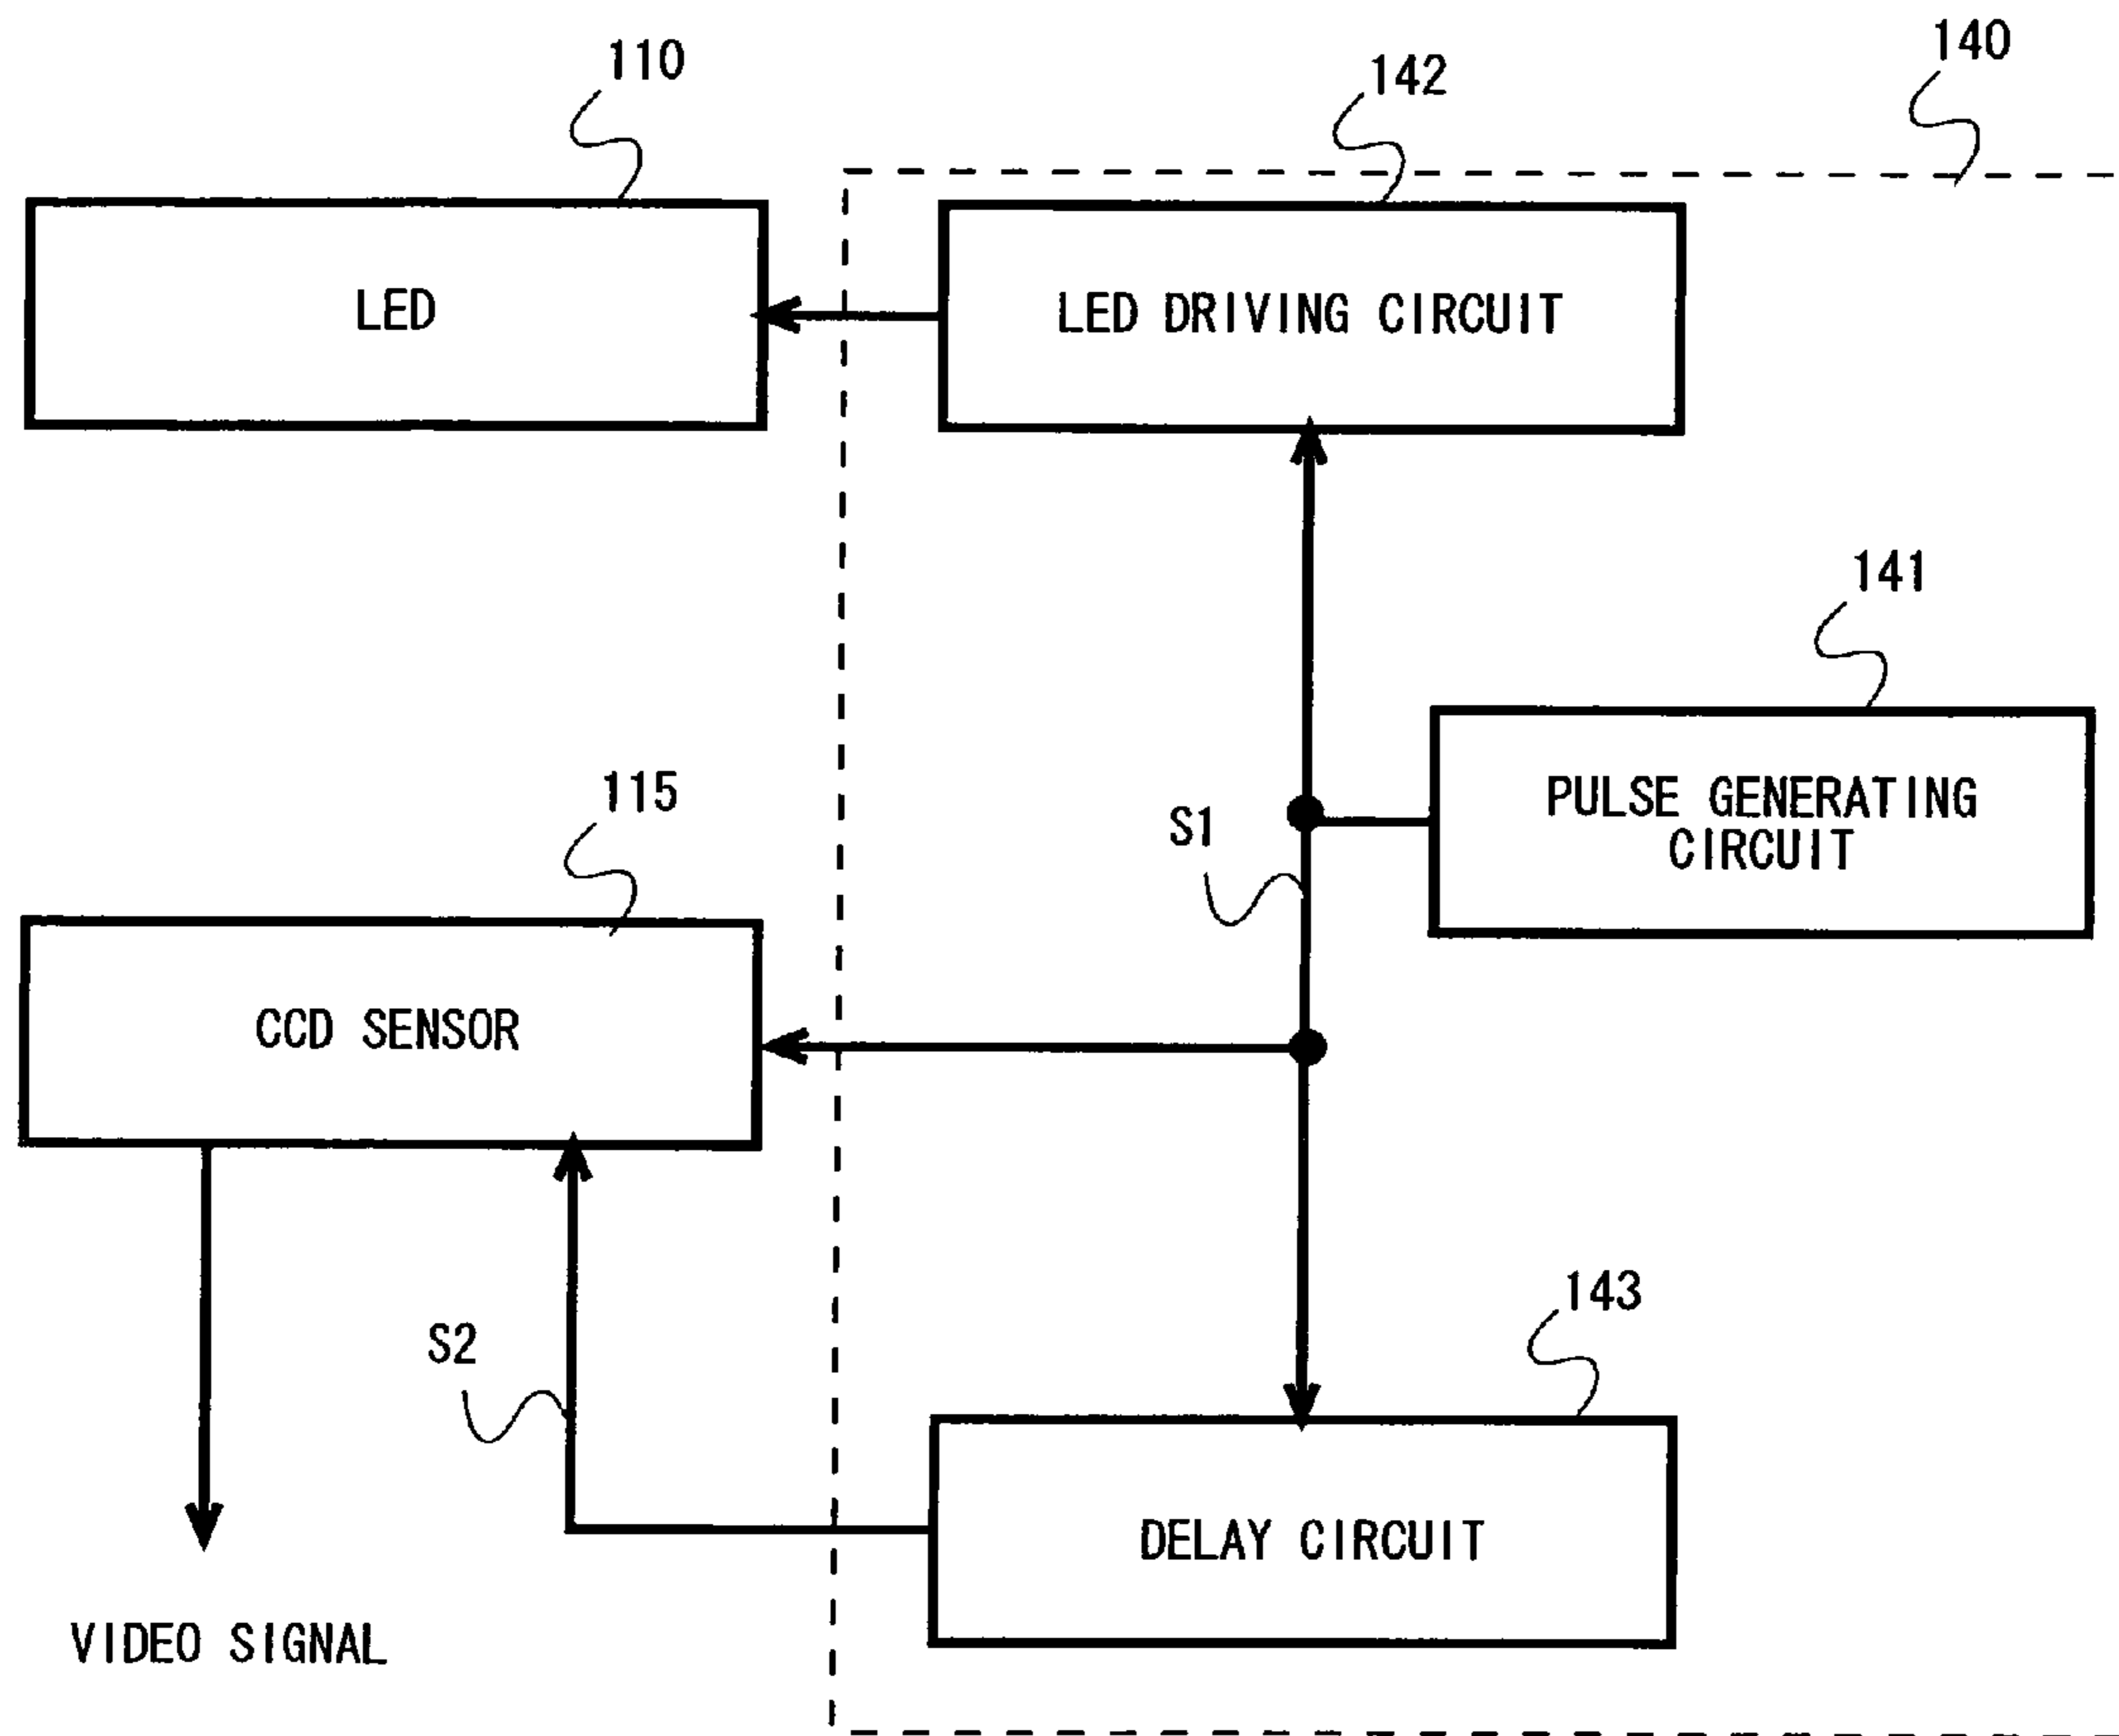 110
142
140
LED
LED DRIVING CIRCUIT
141
115
S1
PULSE GENERATING
CIRCUIT
CCD SENSOR
143
S2
DELAY CIRCUIT
VIDEO SIGNAL